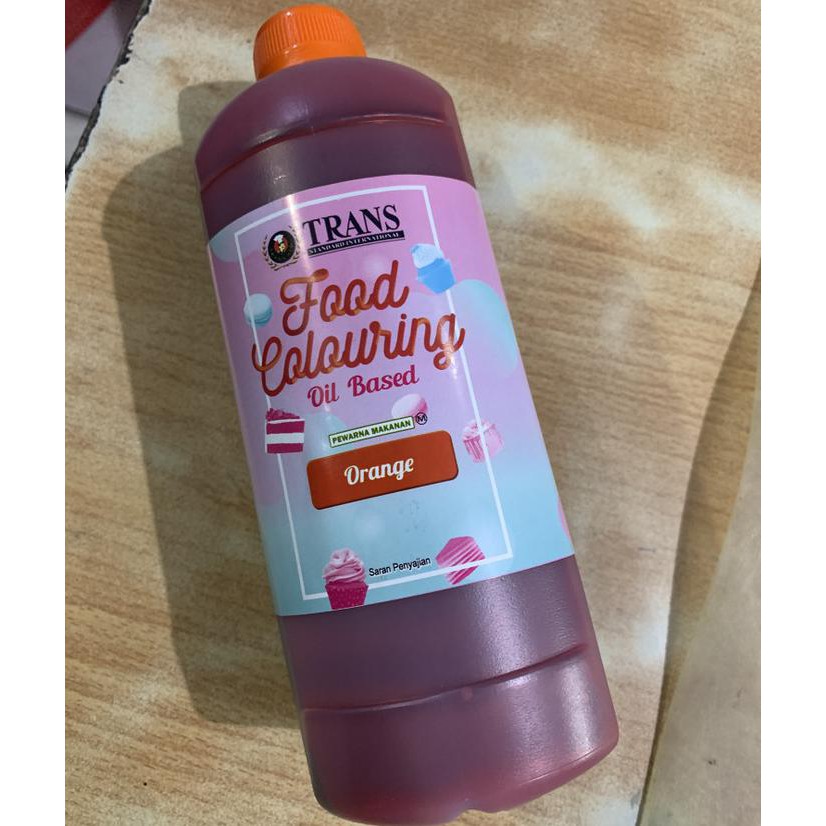 TRANS
STANDARD INTERNATIONAL
Food
Colouring
Oil Based
PEWARNA MAKANAN M
Orange
Saran Penyajian